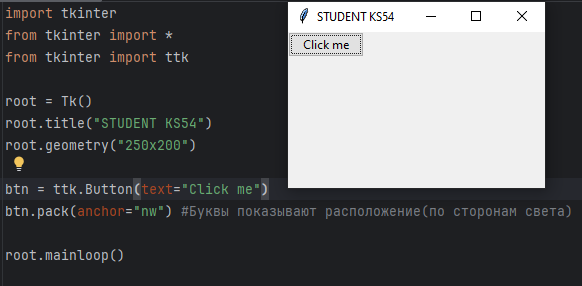 import tkinter
from tkinter import *
from tkinter import ttk
root = Tk()
root.title("STUDENT KS54")
root.geometry("250x200")
btn = ttk.Button(text="Click me")
btn.pack(anchor="nw") #Буквы показывают расположение(по сторонам света)
root.mainloop()
STUDENT KS54
Click me